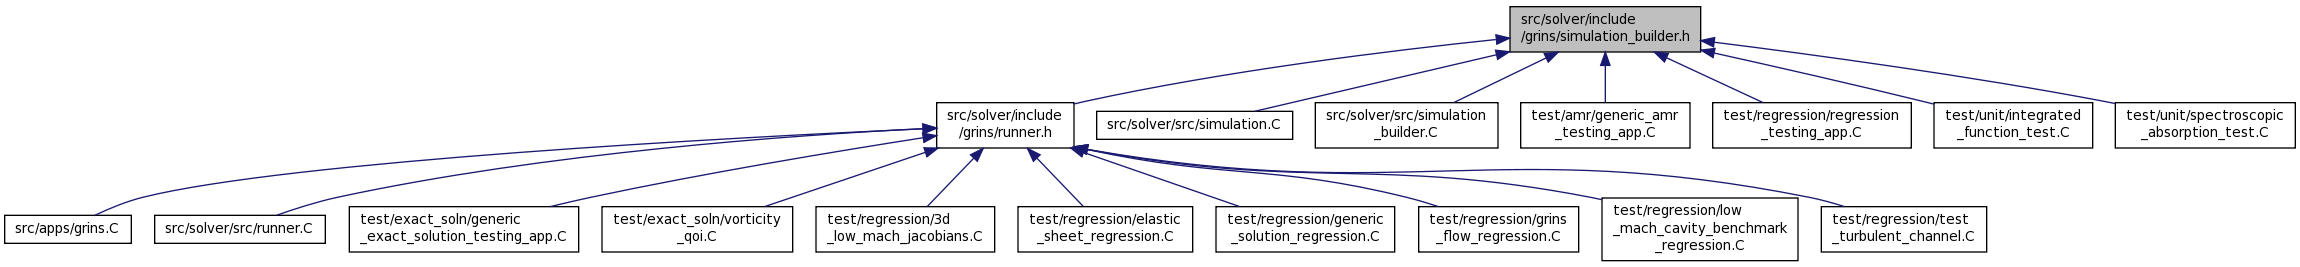 src/solver/include
/grins/simulation_builder.h
src/solver/include
/grins/runner.h
src/solver/src/simulation.C
src/solver/src/simulation
_builder.C
test/amr/generic_amr
_testing_app.C
test/regression/regression
_testing_app.C
test/unit/integrated
_function_test.C
test/unit/spectroscopic
_absorption_test.C
src/apps/grins.C
src/solver/src/runner.C
test/exact_soln/generic
_exact_solution_testing_app.C
test/exact_soln/vorticity
_qoi.C
test/regression/3d
_low_mach_jacobians.C
test/regression/elastic
_sheet_regression.C
test/regression/generic
_solution_regression.C
test/regression/grins
_flow_regression.C
test/regression/low
_mach_cavity_benchmark
_regression.C
test/regression/test
_turbulent_channel.C